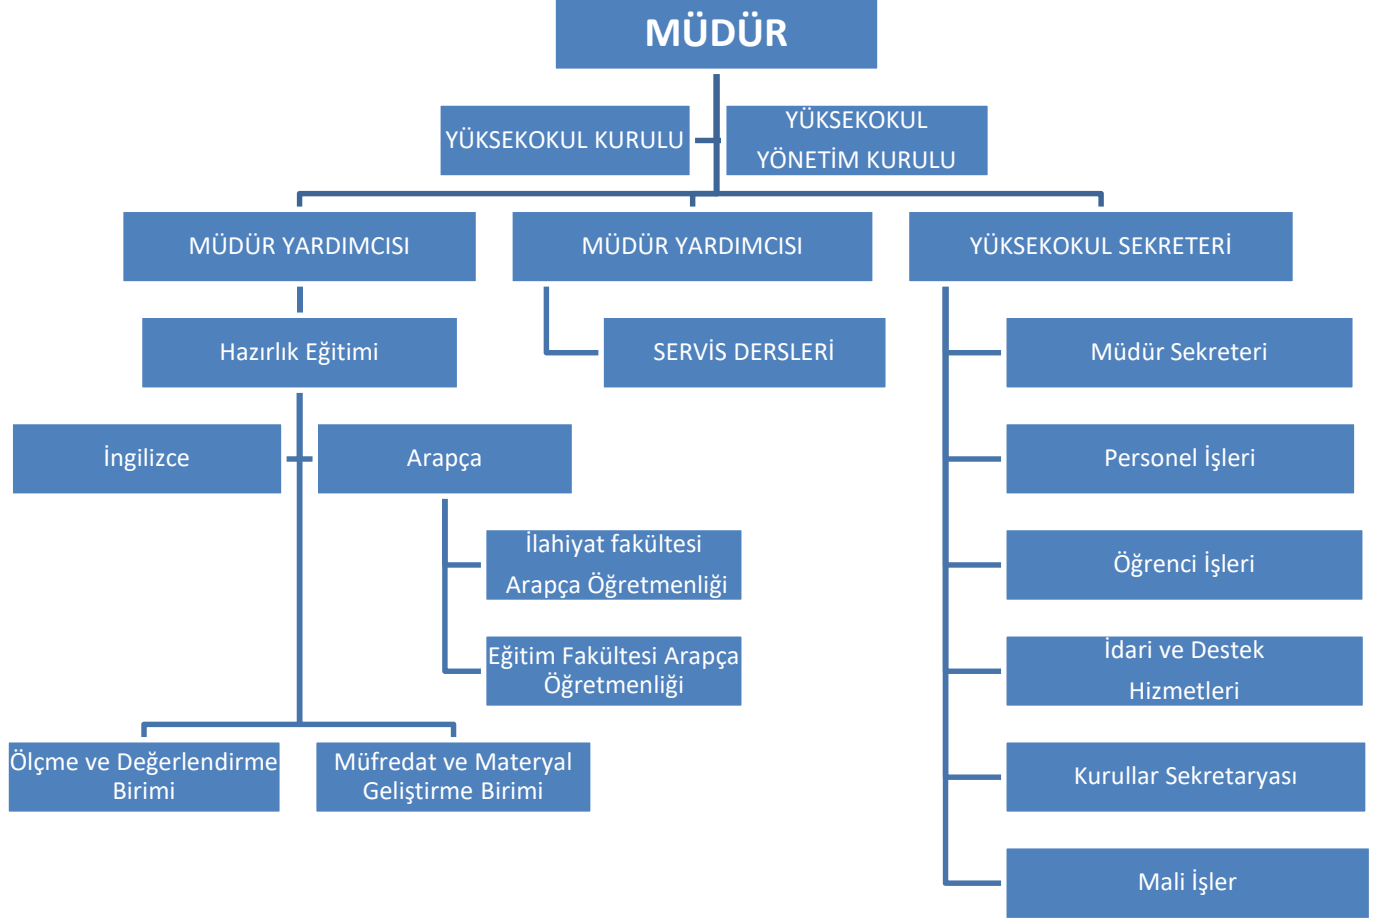 MÜDÜR
YÜKSEKOKUL KURULU
YÜKSEKOKUL
YÖNETİM KURULU
MÜDÜR YARDIMCISI
MÜDÜR YARDIMCISI
YÜKSEKOKUL SEKRETERİ
Hazırlık Eğitimi
SERVİS DERSLERİ
Müdür Sekreteri
İngilizce
Arapça
Personel İşleri
İlahiyat fakültesi
Arapça Öğretmenliği
Öğrenci İşleri
Eğitim Fakültesi Arapça
Öğretmenliği
İdari ve Destek
Hizmetleri
Ölçme ve Değerlendirme
Birimi
Müfredat ve Materyal
Geliştirme Birimi
Kurullar Sekretaryası
Mali İşler